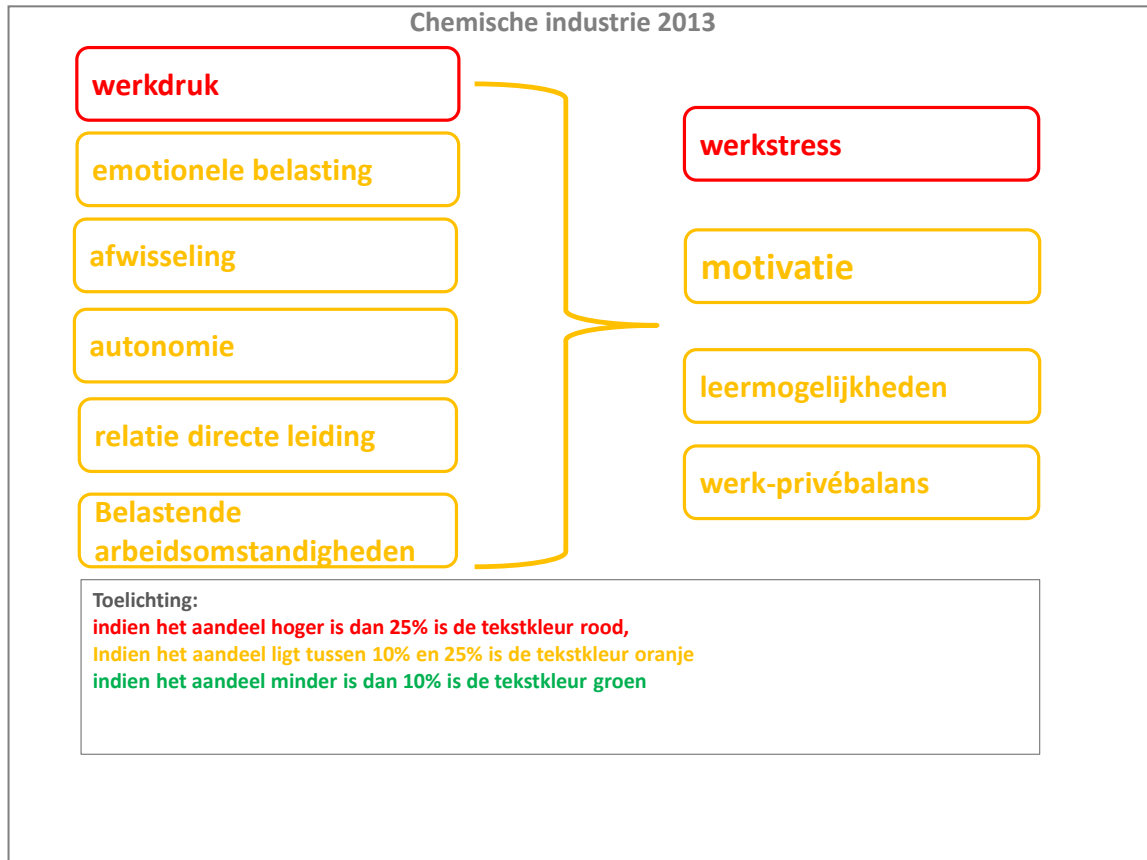 Chemische industrie 2013
werkdruk
emotionele belasting
afwisseling
autonomie
relatie directe leiding
Belastende
arbeidsomstandigheden
werkstress
motivatie
leermogelijkheden
werk-privébalans
Toelichting:
indien het aandeel hoger is dan 25% is de tekstkleur rood,
Indien het aandeel ligt tussen 10% en 25% is de tekstkleur oranje
indien het aandeel minder is dan 10% is de tekstkleur groen